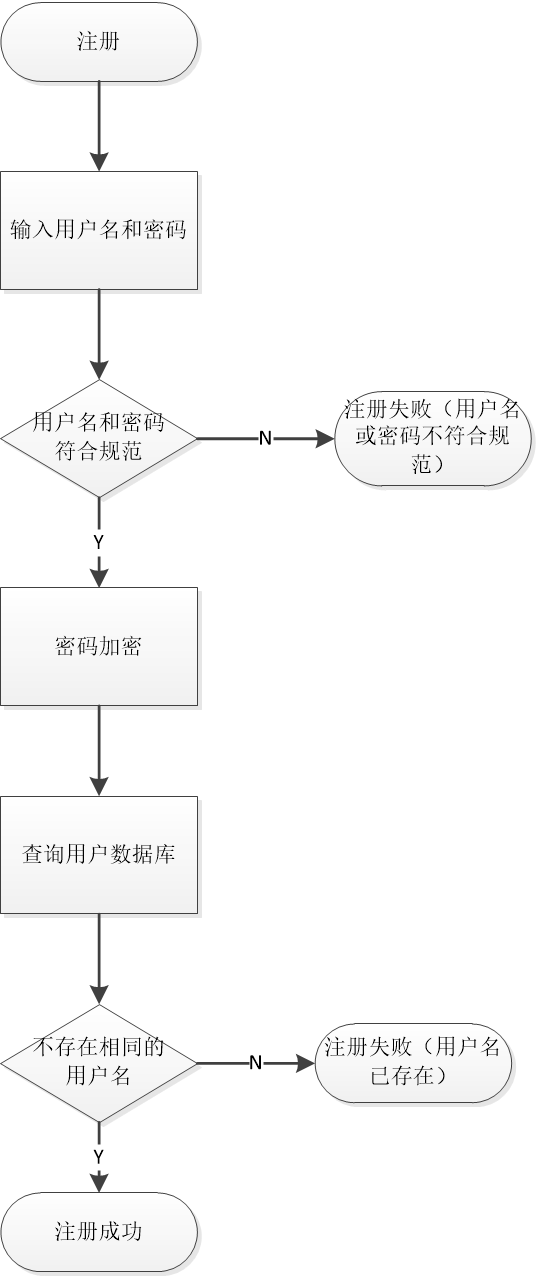 注册
输入用户名和密码
用户名和密码
符合规范
N
注册失败（用户名
或密码不符合规
范）
Y
密码加密
查询用户数据库
不存在相同的
用户名
N
注册失败（用户名
已存在）
Y
注册成功